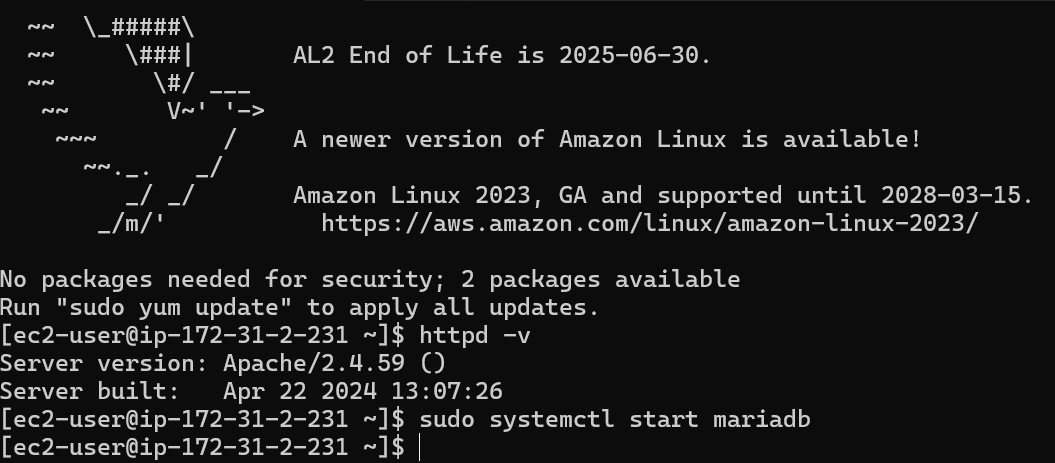 ~~  \_#####\
~~     \###|       AL2 End of Life is 2025-06-30.
~~       \#/ ___
~~       V~' '->
~~~         /    A newer version of Amazon Linux is available!
~~._.   _/
_/ _/       Amazon Linux 2023, GA and supported until 2028-03-15.
_/m/'           https://aws.amazon.com/linux/amazon-linux-2023/
No packages needed for security; 2 packages available
Run "sudo yum update" to apply all updates.
[ec2-user@ip-172-31-2-231 ~]$ httpd -v
Server version: Apache/2.4.59 ()
Server built:   Apr 22 2024 13:07:26
[ec2-user@ip-172-31-2-231 ~]$ sudo systemctl start mariadb
[ec2-user@ip-172-31-2-231 ~]$